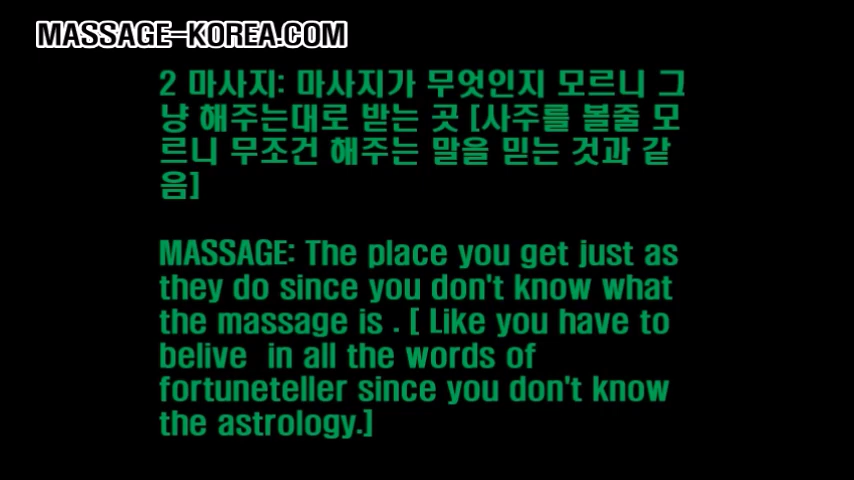 MASSAGE-KOREA.COM
2 마사지: 마사지가 무엇인지 모르니 그
냥 해주는대로 받는 곳 [사주를 볼줄 모
르니 무조건 해주는 말을 믿는 것과 같
음]
MASSAGE: The place you get just as
they do since you don't know what
the massage is . [ Like you have to
belive in all the words of
fortuneteller since you don't know
the astrology.]